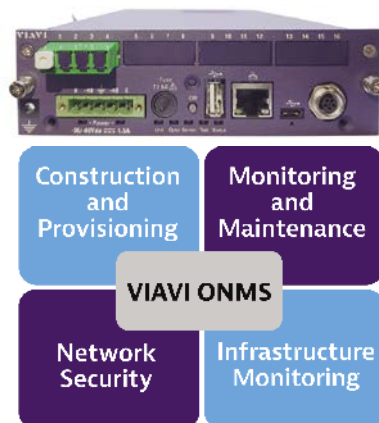 VIAVI
1 2 3 4 5 6 7 8 9 10 11 12 13 14 15 16
Construction
and
Provisioning
Monitoring
and
Maintenance
VIAVI ONMS
Network
Security
Infrastructure
Monitoring